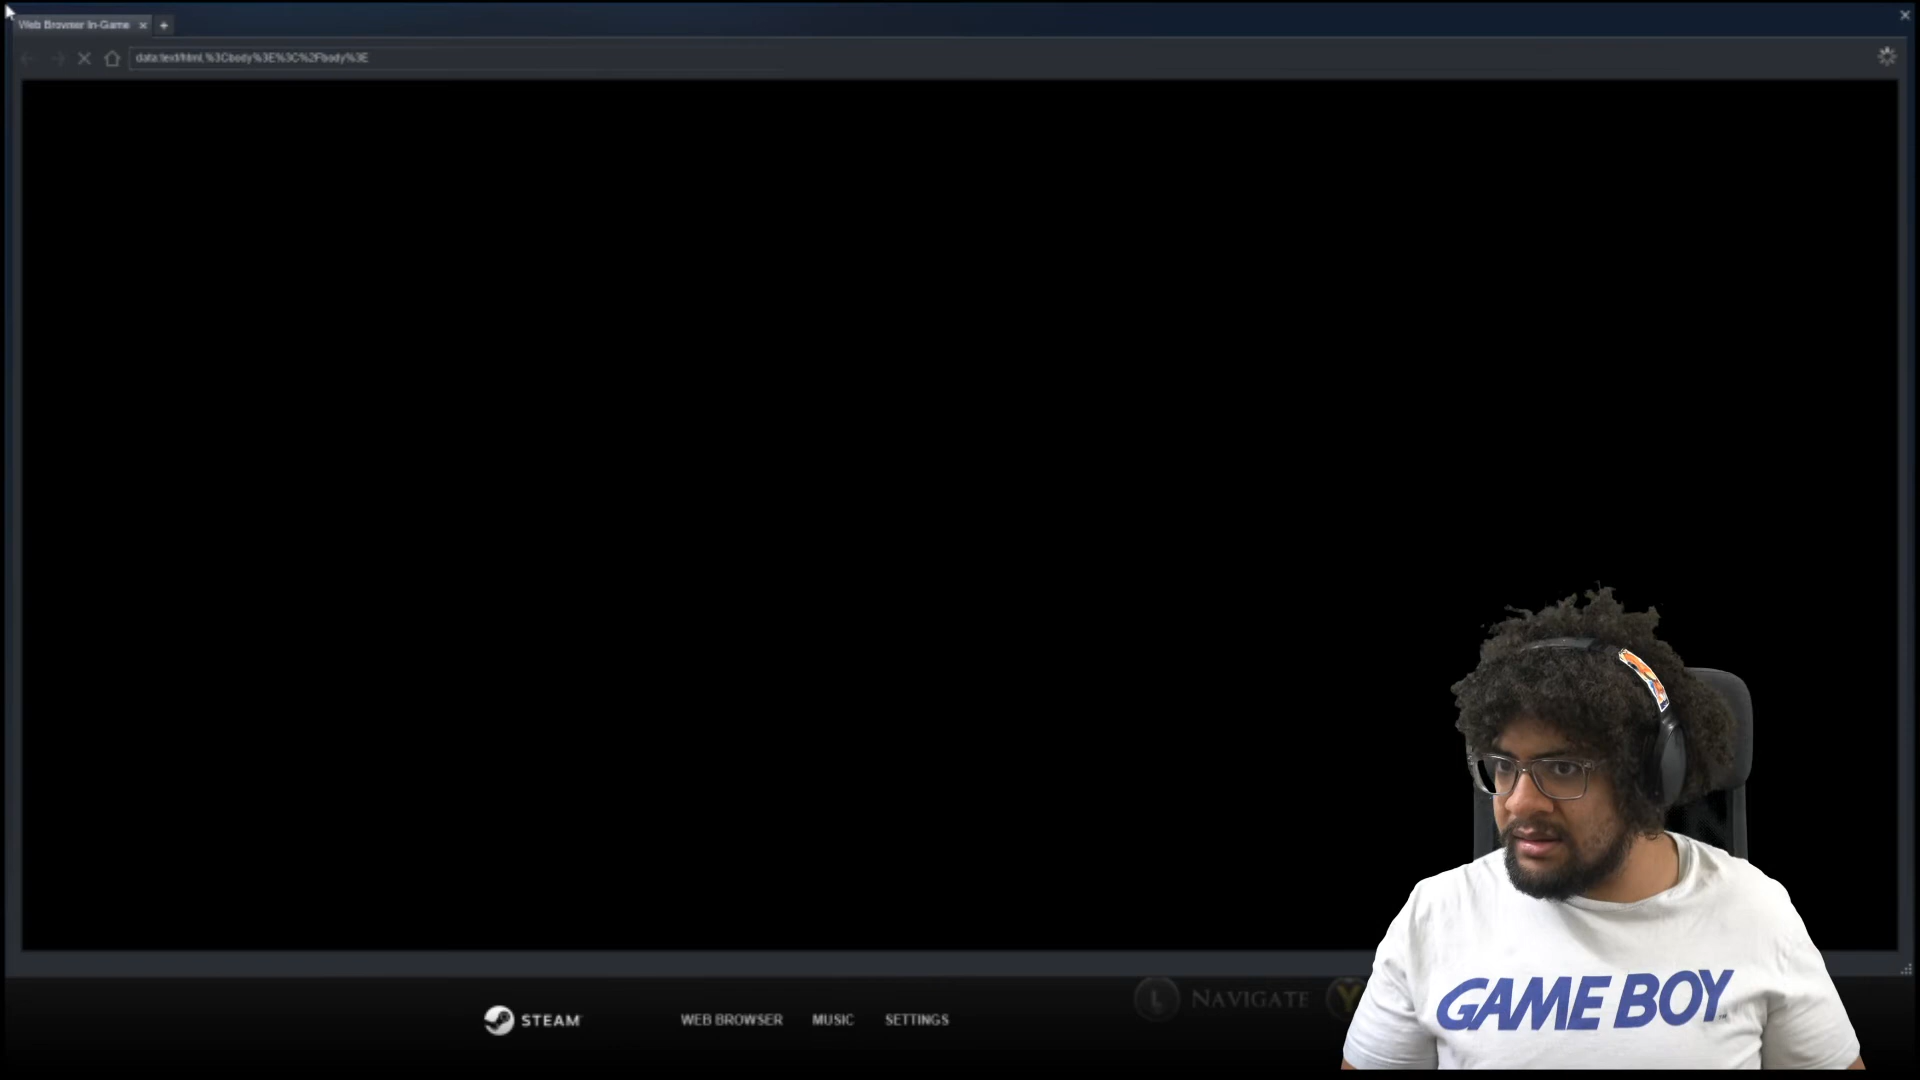 Web Browser In-Game
data:text/html,%3Cbody%3E%3C%2Fbody%3E
STEAM
WEB BROWSER
MUSIC
SETTINGS
L NAVIGATE Y
GAME BOY